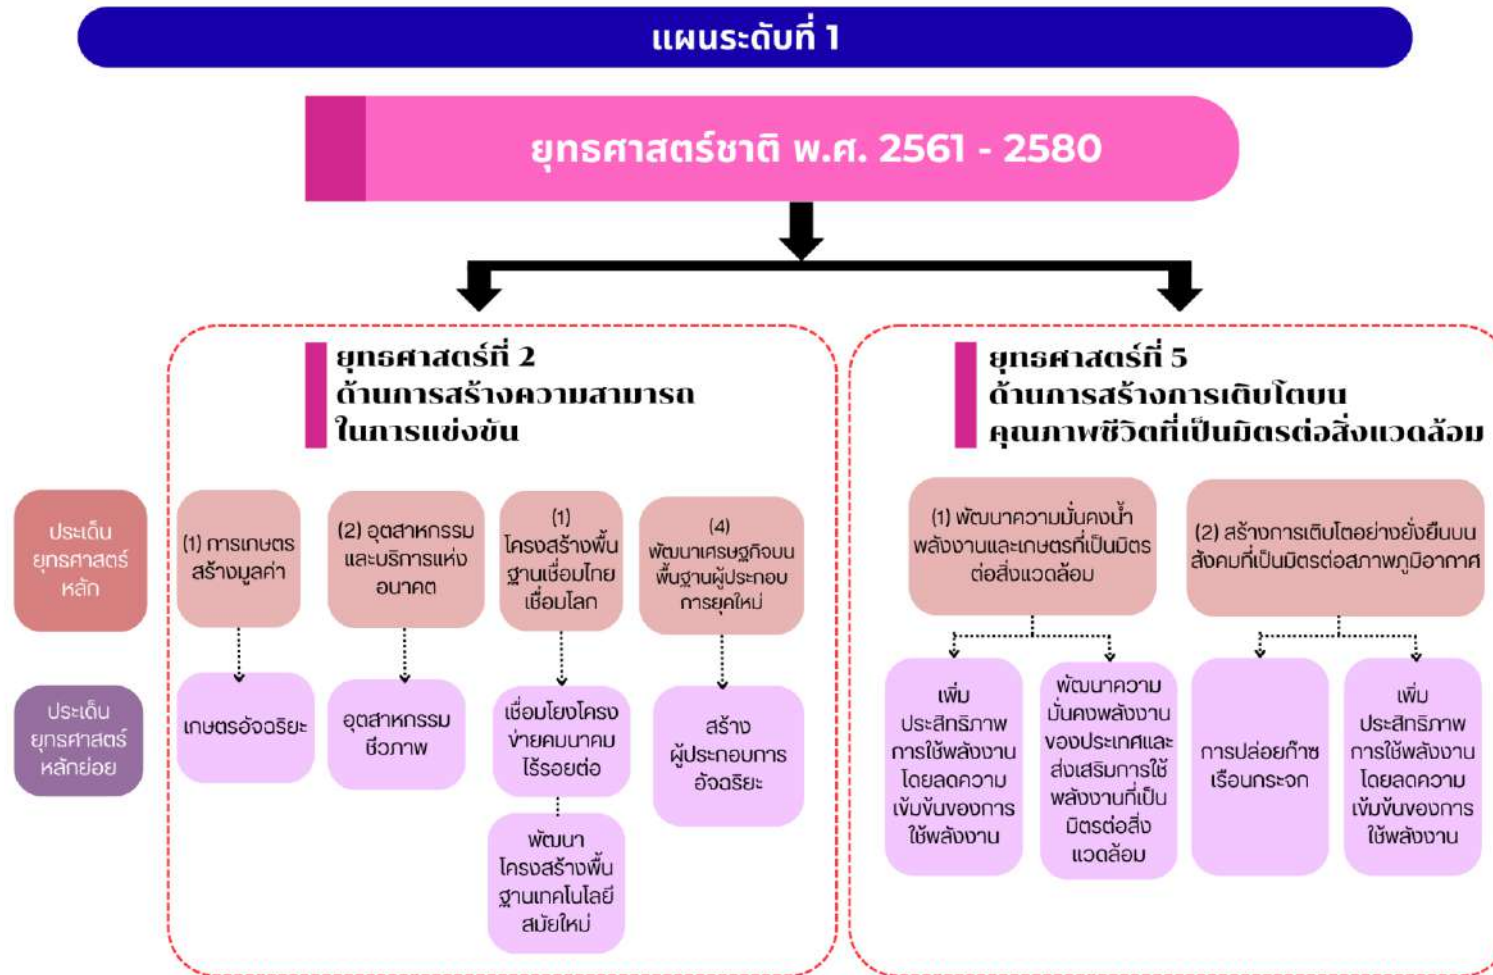 แผนระดับที่ 1
ยุทธศาสตร์ชาติ พ.ศ. 2561 - 2580
ยุทธศาสตร์ที่ 2
ด้านการสร้างความสามารถ
ในการแข่งขัน
ยุทธศาสตร์ที่ 5
ด้านการสร้างการเติบโตบน
คุณภาพชีวิตที่เป็นมิตรต่อสิ่งแวดล้อม
ประเด็น
ยุทธศาสตร์
หลัก
(1) การเกษตร
สร้างมูลค่า
(2) อุตสาหกรรม
และบริการแห่ง
อนาคต
(1)
โครงสร้างพื้น
ฐานเชื่อมไทย
เชื่อมโลก
(4)
พัฒนาเศรษฐกิจบน
พื้นฐานผู้ประกอบ
การยุคใหม่
(1) พัฒนาความมั่นคงน้ำ
พลังงานและเกษตรที่เป็นมิตร
ต่อสิ่งแวดล้อม
(2) สร้างการเติบโตอย่างยั่งยืนบน
สังคมที่เป็นมิตรต่อสภาพภูมิอากาศ
ประเด็น
ยุทธศาสตร์
หลักย่อย
เกษตรอัจฉริยะ
อุตสาหกรรม
ชีวภาพ
เชื่อมโยงโครง
ข่ายคมนาคม
ไร้รอยต่อ
พัฒนา
โครงสร้างพื้น
ฐานเทคโนโลยี
สมัยใหม่
สร้าง
ผู้ประกอบการ
อัจฉริยะ
เพิ่ม
ประสิทธิภาพ
การใช้พลังงาน
โดยลดความ
เข้มข้นของการ
ใช้พลังงาน
พัฒนาความ
มั่นคงพลังงาน
ของประเทศและ
ส่งเสริมการใช้
พลังงานที่เป็น
มิตรต่อสิ่ง
แวดล้อม
การปล่อยก๊าซ
เรือนกระจก
เพิ่ม
ประสิทธิภาพ
การใช้พลังงาน
โดยลดความ
เข้มข้นของการ
ใช้พลังงาน